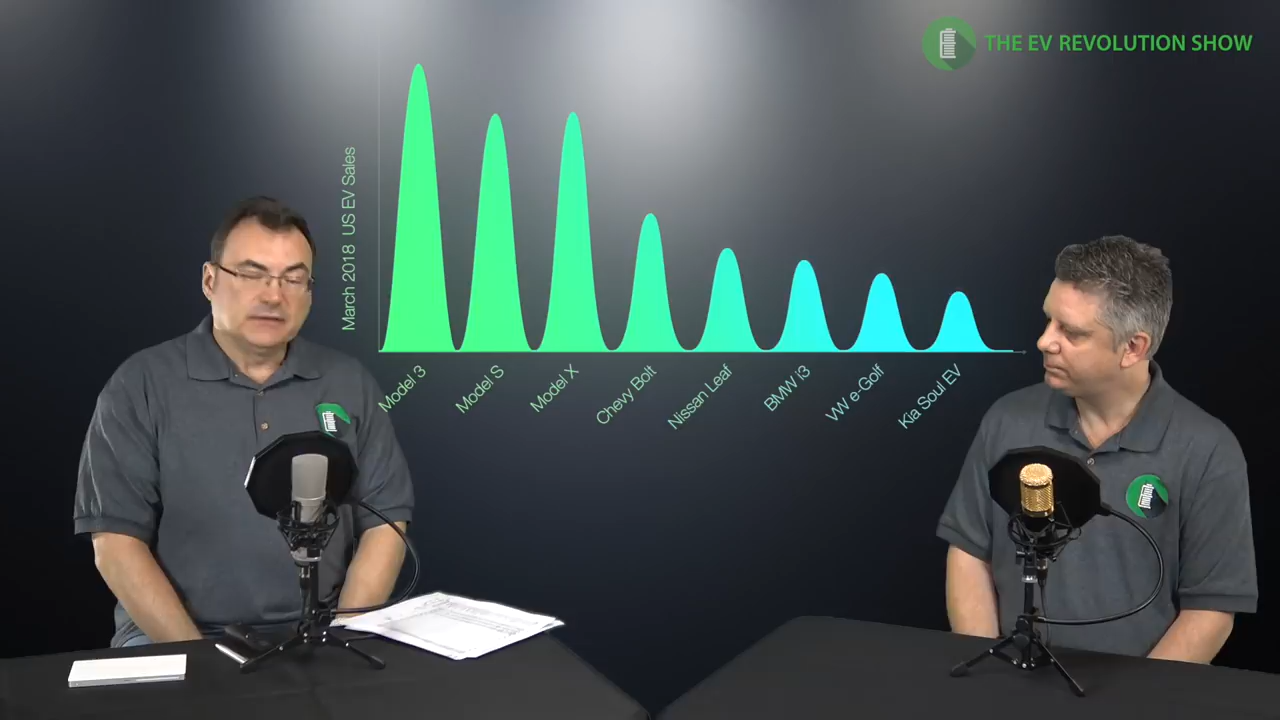 THE EV REVOLUTION SHOW
March 2018 US EV Sales
Model 3
Model S
Model X
Chevy Bolt
Nissan Leaf
BMW i3
VW e-Golf
Kia Soul EV